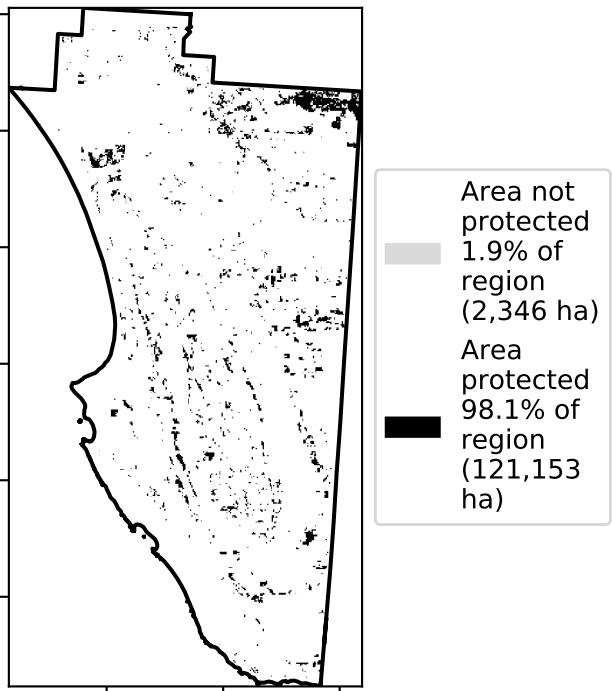 Area not
protected
1.9% of
region
(2,346 ha)
Area
protected
98.1% of
region
(121,153
ha)